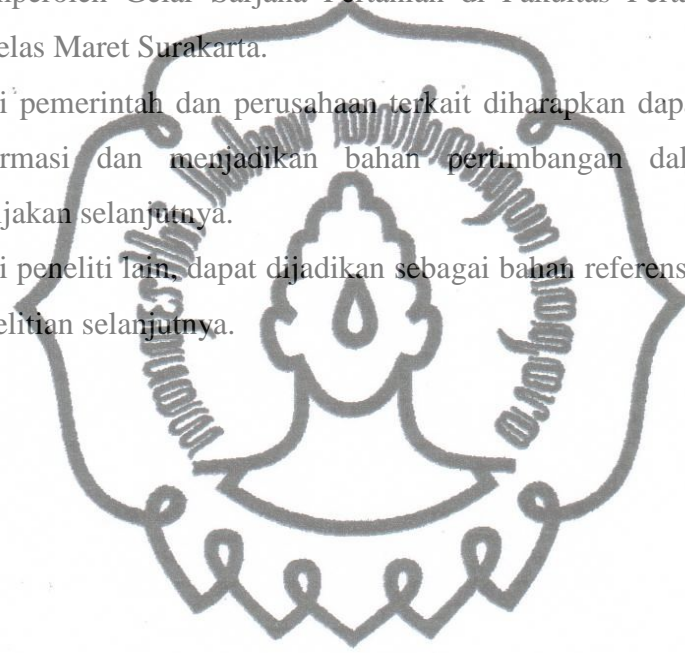 mperoleh Gelar Sarjana Pertanian di Fakultas Perta
elas Maret Surakarta.
i pemerintah dan perusahaan terkait diharapkan dap
rmasi dan menjadikan bahan pertimbangan dal
ijakan selanjutnya.
i peneliti lain, dapat dijadikan sebagai bahan referens
elitian selanjutnya.